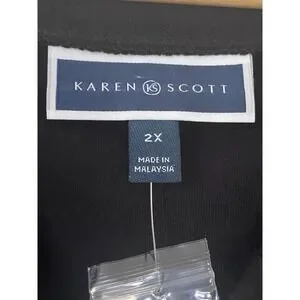 KAREN KS SCOTT
2X
MADE IN
MALAYSIA